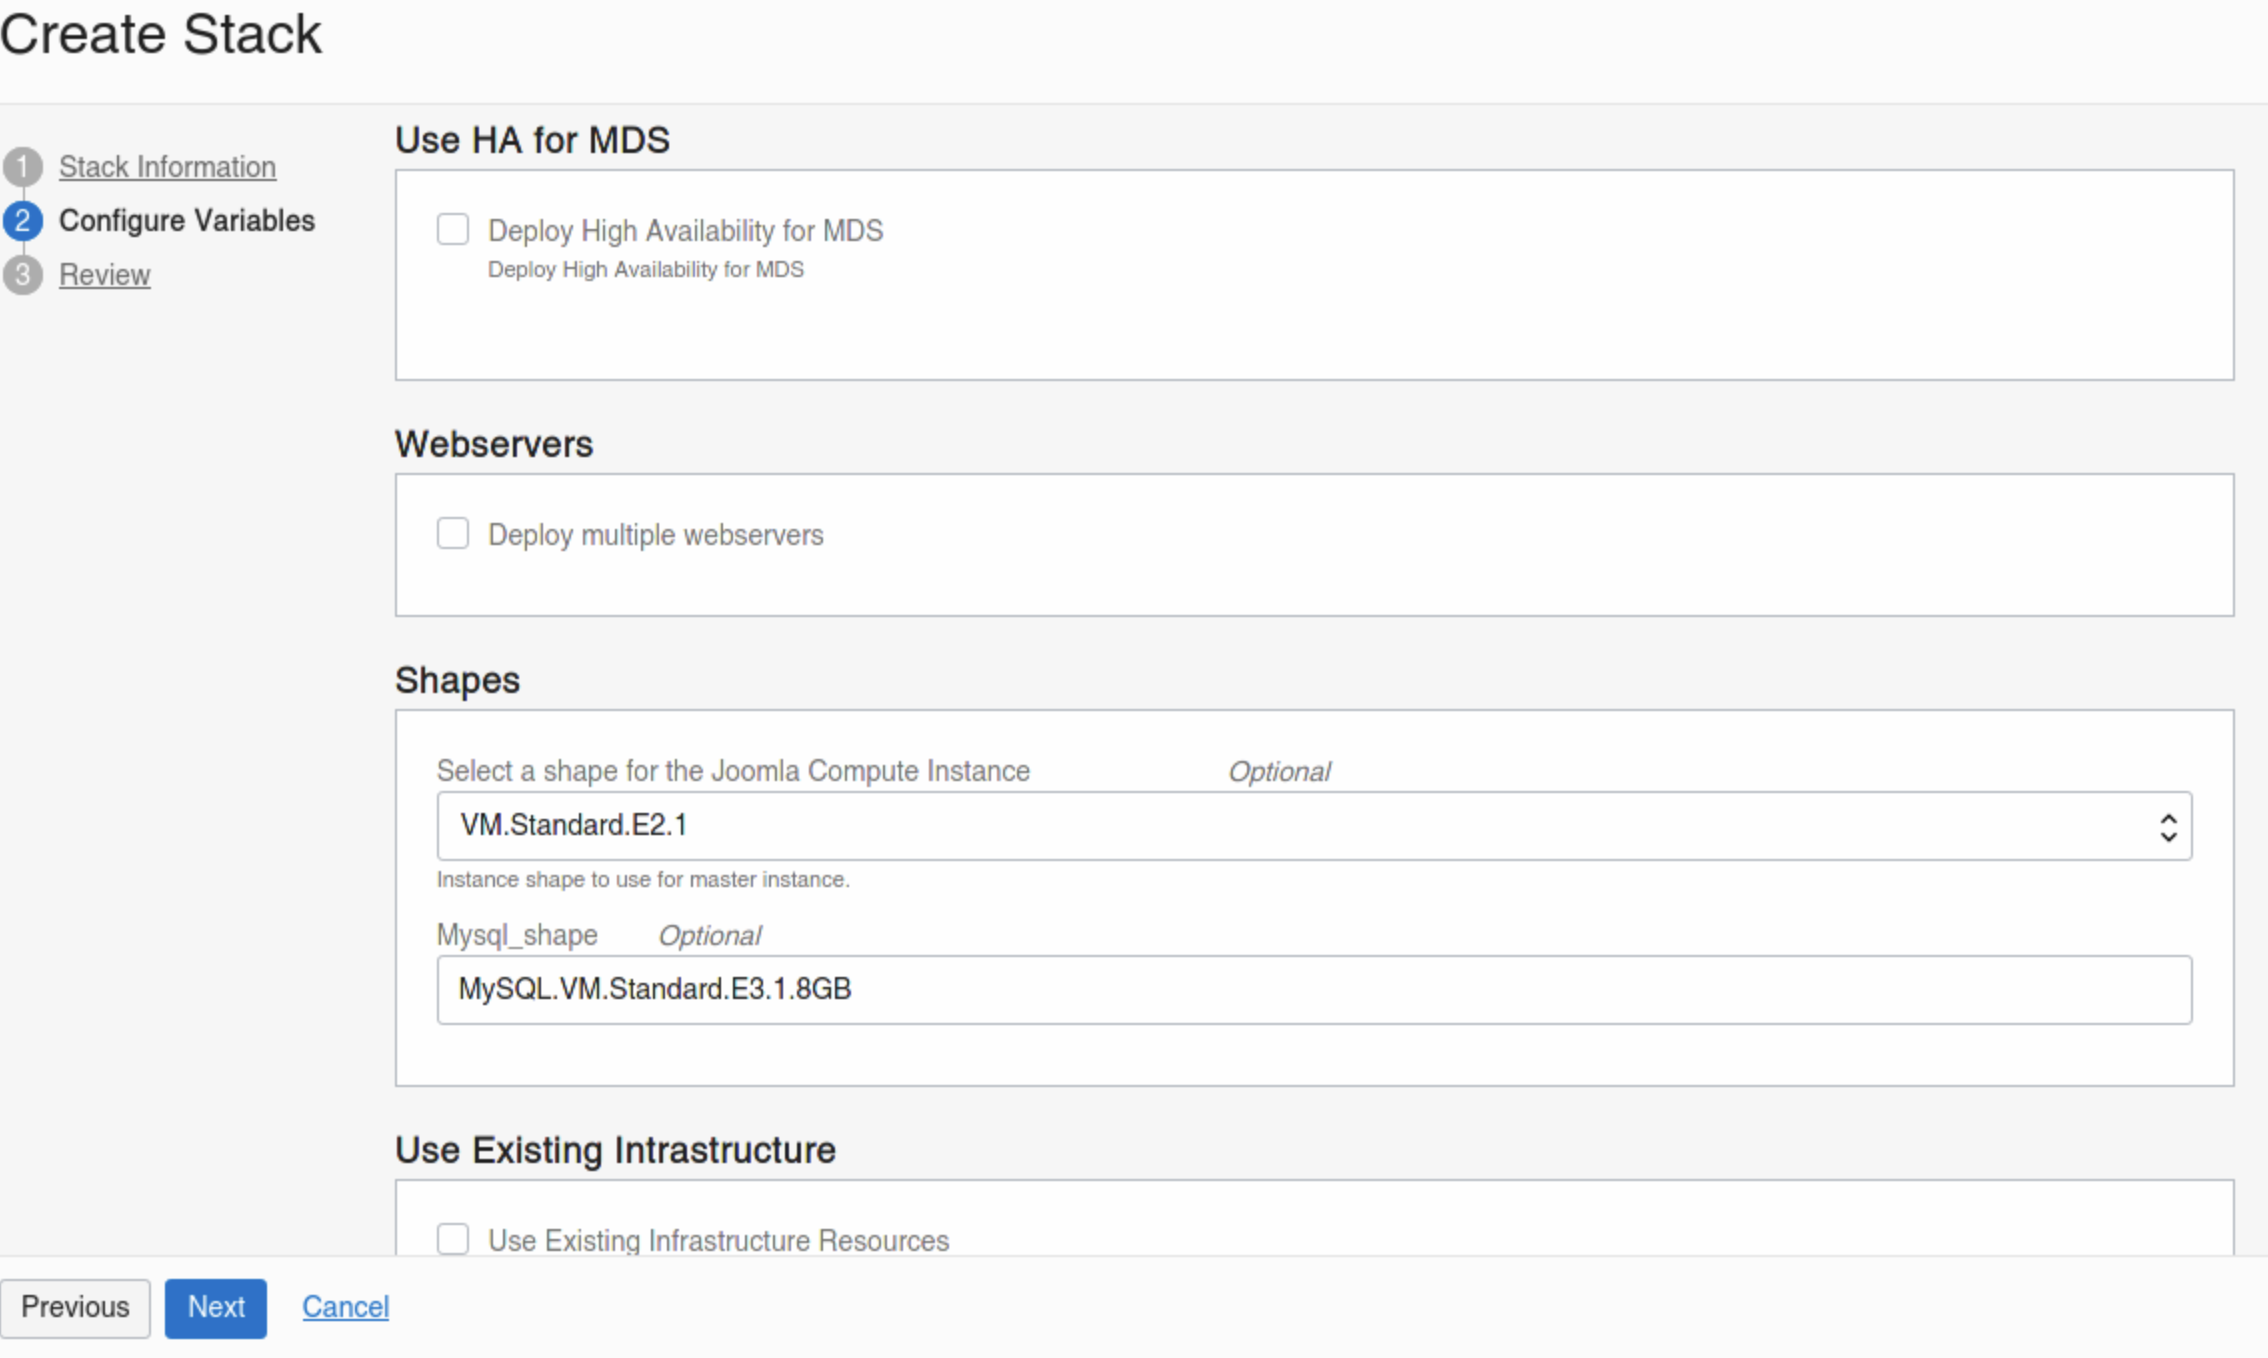 Create Stack
1 Stack Information
2 Configure Variables
3 Review
Use HA for MDS
Deploy High Availability for MDS
Deploy High Availability for MDS
Webservers
Deploy multiple webservers
Shapes
Select a shape for the Joomla Compute Instance Optional
VM.Standard.E2.1
Instance shape to use for master instance.
Mysql_shape Optional
MySQL.VM.Standard.E3.1.8GB
Use Existing Intrastructure
Use Existing Infrastructure Resources
Previous Next Cancel